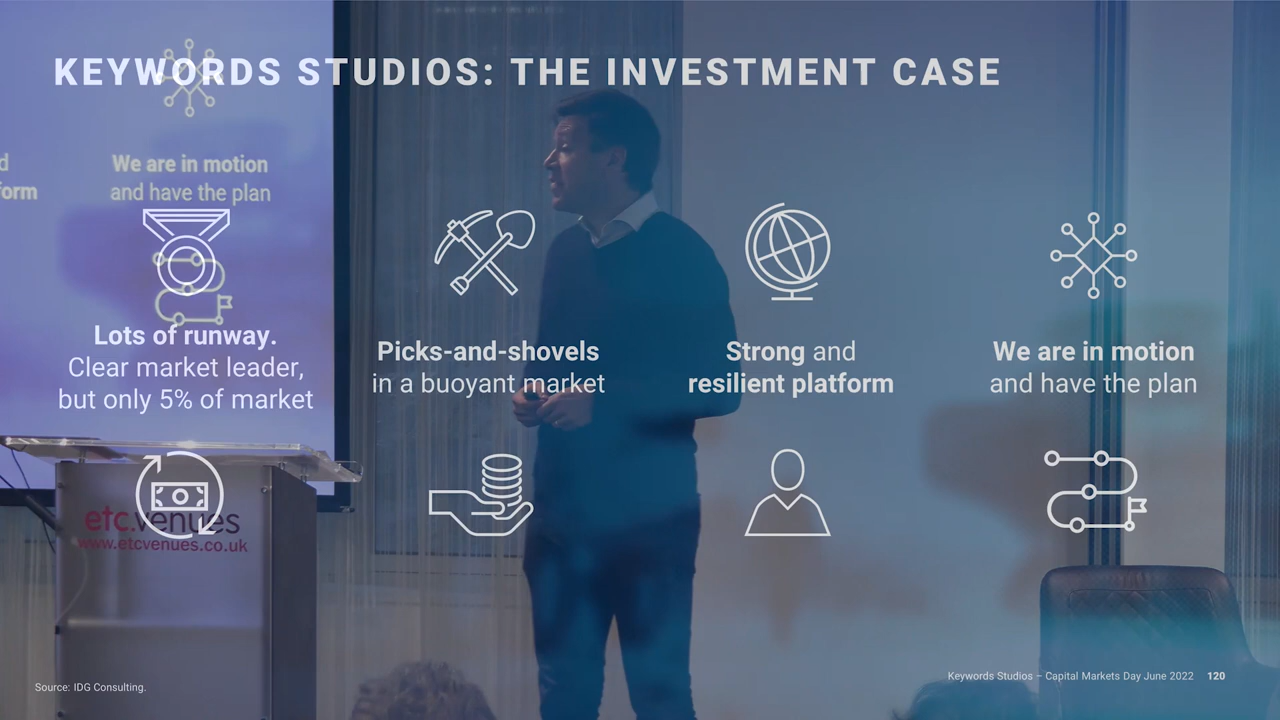 KEYWORDS STUDIOS: THE INVESTMENT CASE
d
form
We are in motion
and have the plan
Lots of runway.
Clear market leader,
but only 5% of market
Picks-and-shovels
in a buoyant market
Strong and
resilient platform
We are in motion
and have the plan
etc.venues
www.etcvenues.co.uk
Source: IDG Consulting.
Keywords Studios – Capital Markets Day June 2022 120